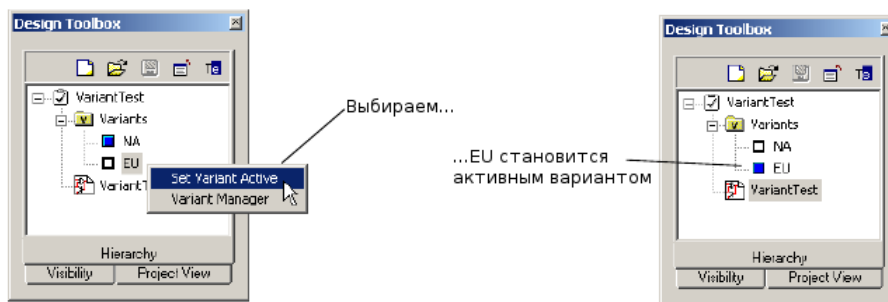 Design Toolbox
VariantTest
Variants
NA
EU
Set Variant Active
Variant Manager
VariantT
Hierarchy
Visibility
Project View
Выбираем...
...EU становится
активным вариантом
Design Toolbox
VariantTest
Variants
NA
EU
VariantTest
Hierarchy
Visibility
Project View